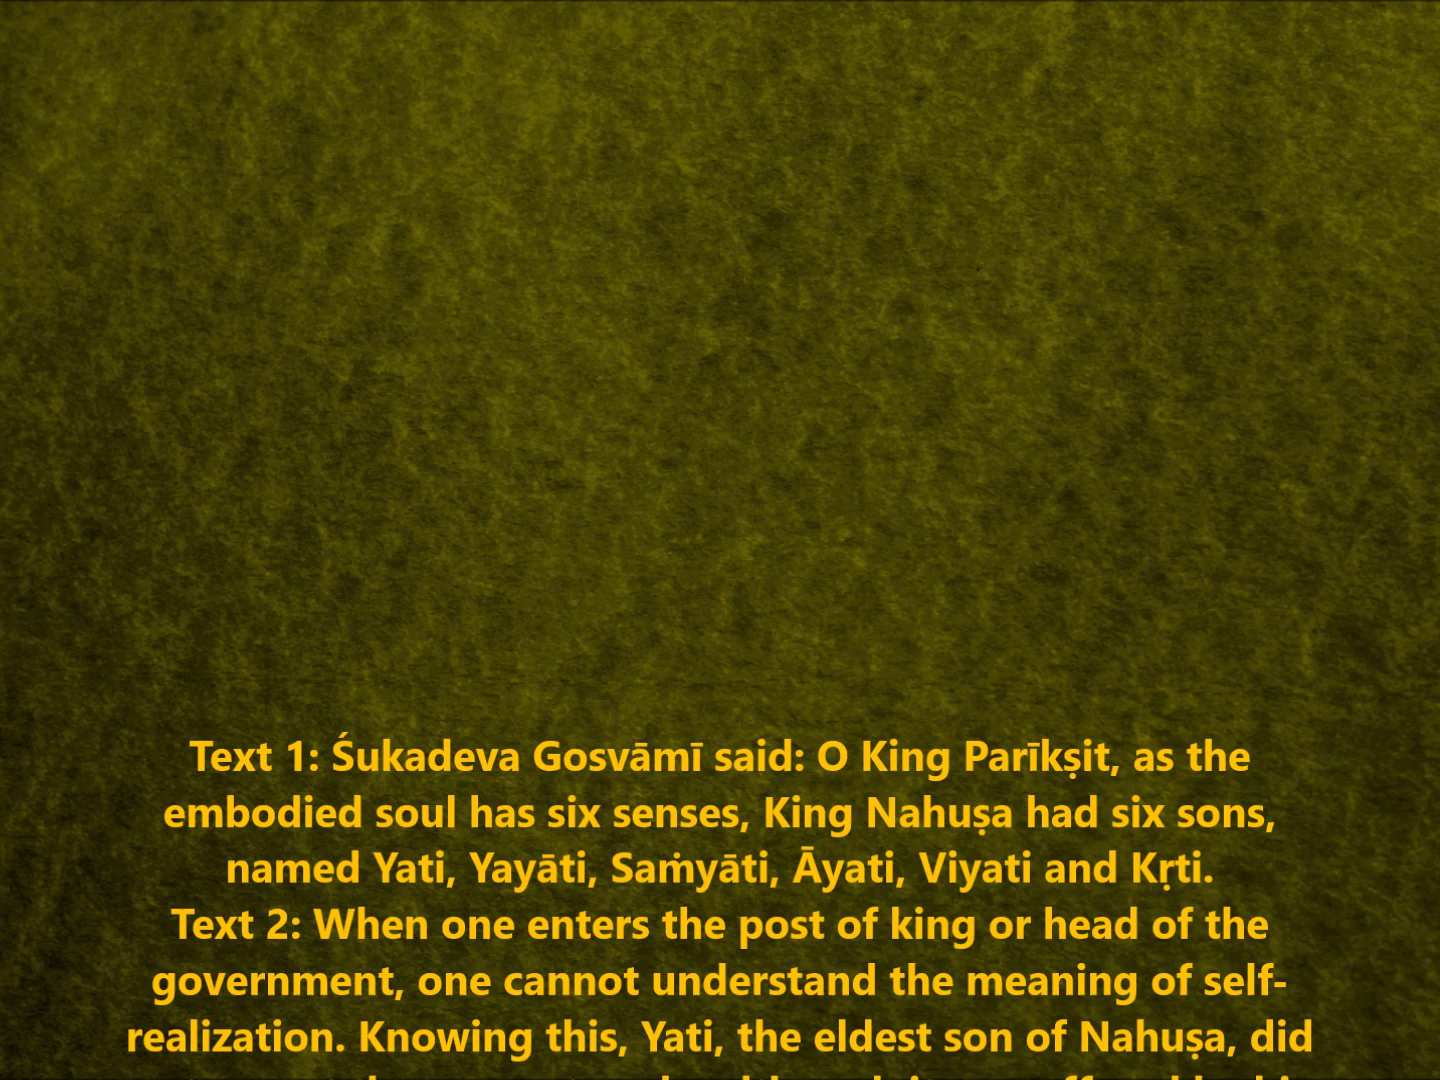 Text 1: Śukadeva Gosvāmī said: O King Parīkṣit, as the
embodied soul has six senses, King Nahuṣa had six sons,
named Yati, Yayāti, Saṁyāti, Āyati, Viyati and Kṛti.
Text 2: When one enters the post of king or head of the
government, one cannot understand the meaning of self-
realization. Knowing this, Yati, the eldest son of Nahuṣa, did